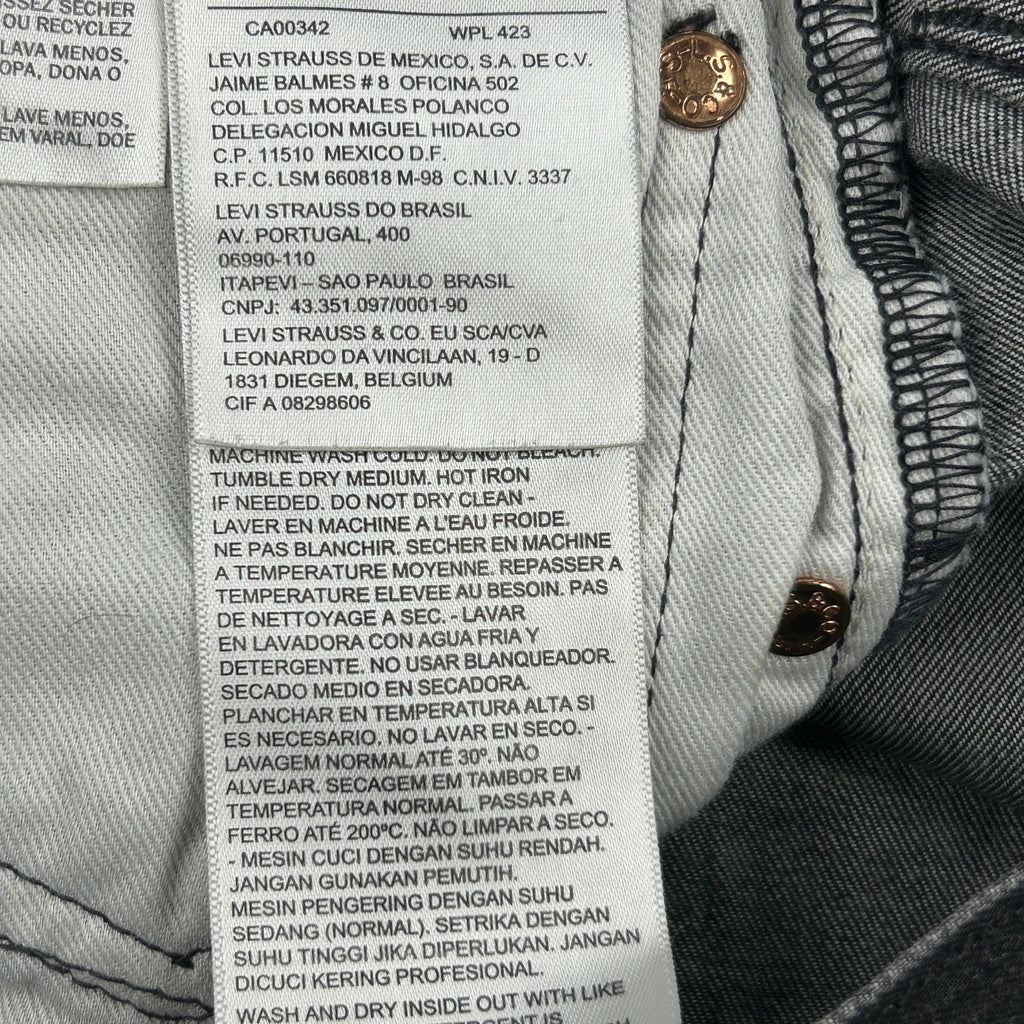 SSEZ SÉCHER
OU RECYCLEZ
LAVA MENOS,
OPA, DONA O
LAVE MENOS,
EM VARAL, DOE
CA00342 WPL 423
LEVI STRAUSS DE MEXICO, S.A. DE C.V.
JAIME BALMES # 8 OFICINA 502
COL. LOS MORALES POLANCO
DELEGACION MIGUEL HIDALGO
C.P. 11510 MEXICO D.F.
R.F.C. LSM 660818 M-98 C.N.I.V. 3337
LEVI STRAUSS DO BRASIL
AV. PORTUGAL, 400
06990-110
ITAPEVI – SAO PAULO BRASIL
CNPJ: 43.351.097/0001-90
LEVI STRAUSS & CO. EU SCA/CVA
LEONARDO DA VINCILAAN, 19 - D
1831 DIEGEM, BELGIUM
CIF A 08298606
MACHINE WASH COLD. DO NOT BLEACH.
TUMBLE DRY MEDIUM. HOT IRON
IF NEEDED. DO NOT DRY CLEAN -
LAVER EN MACHINE A L'EAU FROIDE.
NE PAS BLANCHIR. SECHER EN MACHINE
A TEMPERATURE MOYENNE. REPASSER A
TEMPERATURE ELEVEE AU BESOIN. PAS
DE NETTOYAGE A SEC. - LAVAR
EN LAVADORA CON AGUA FRIA Y
DETERGENTE. NO USAR BLANQUEADOR.
SECADO MEDIO EN SECADORA.
PLANCHAR EN TEMPERATURA ALTA SI
ES NECESARIO. NO LAVAR EN SECO. -
LAVAGEM NORMAL ATÉ 30º. NÃO
ALVEJAR. SECAGEM EM TAMBOR EM
TEMPERATURA NORMAL. PASSAR A
FERRO ATÉ 200ºC. NÃO LIMPAR A SECO.
- MESIN CUCI DENGAN SUHU RENDAH.
JANGAN GUNAKAN PEMUTIH.
MESIN PENGERING DENGAN SUHU
SEDANG (NORMAL). SETRIKA DENGAN
SUHU TINGGI JIKA DIPERLUKAN. JANGAN
DICUCI KERING PROFESIONAL.
WASH AND DRY INSIDE OUT WITH LIKE